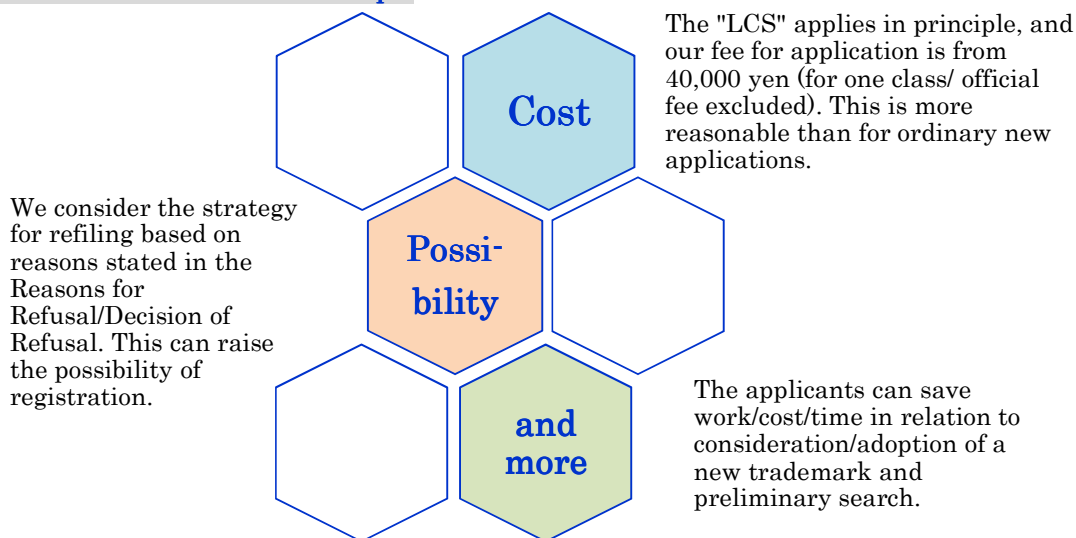 The "LCS" applies in principle, and
our fee for application is from
40,000 yen (for one class/ official
fee excluded). This is more
reasonable than for ordinary new
applications.
Cost
We consider the strategy
for refiling based on
reasons stated in the
Reasons for
Refusal/Decision of
Refusal. This can raise
the possibility of
registration.
Possi-
bility
and
more
The applicants can save
work/cost/time in relation to
consideration/adoption of a
new trademark and
preliminary search.